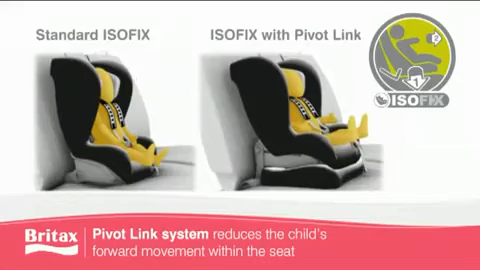 Standard ISOFIX
ISOFIX with Pivot Link
2
1
ISOFIX
Britax
Pivot Link system reduces the child's
forward movement within the seat